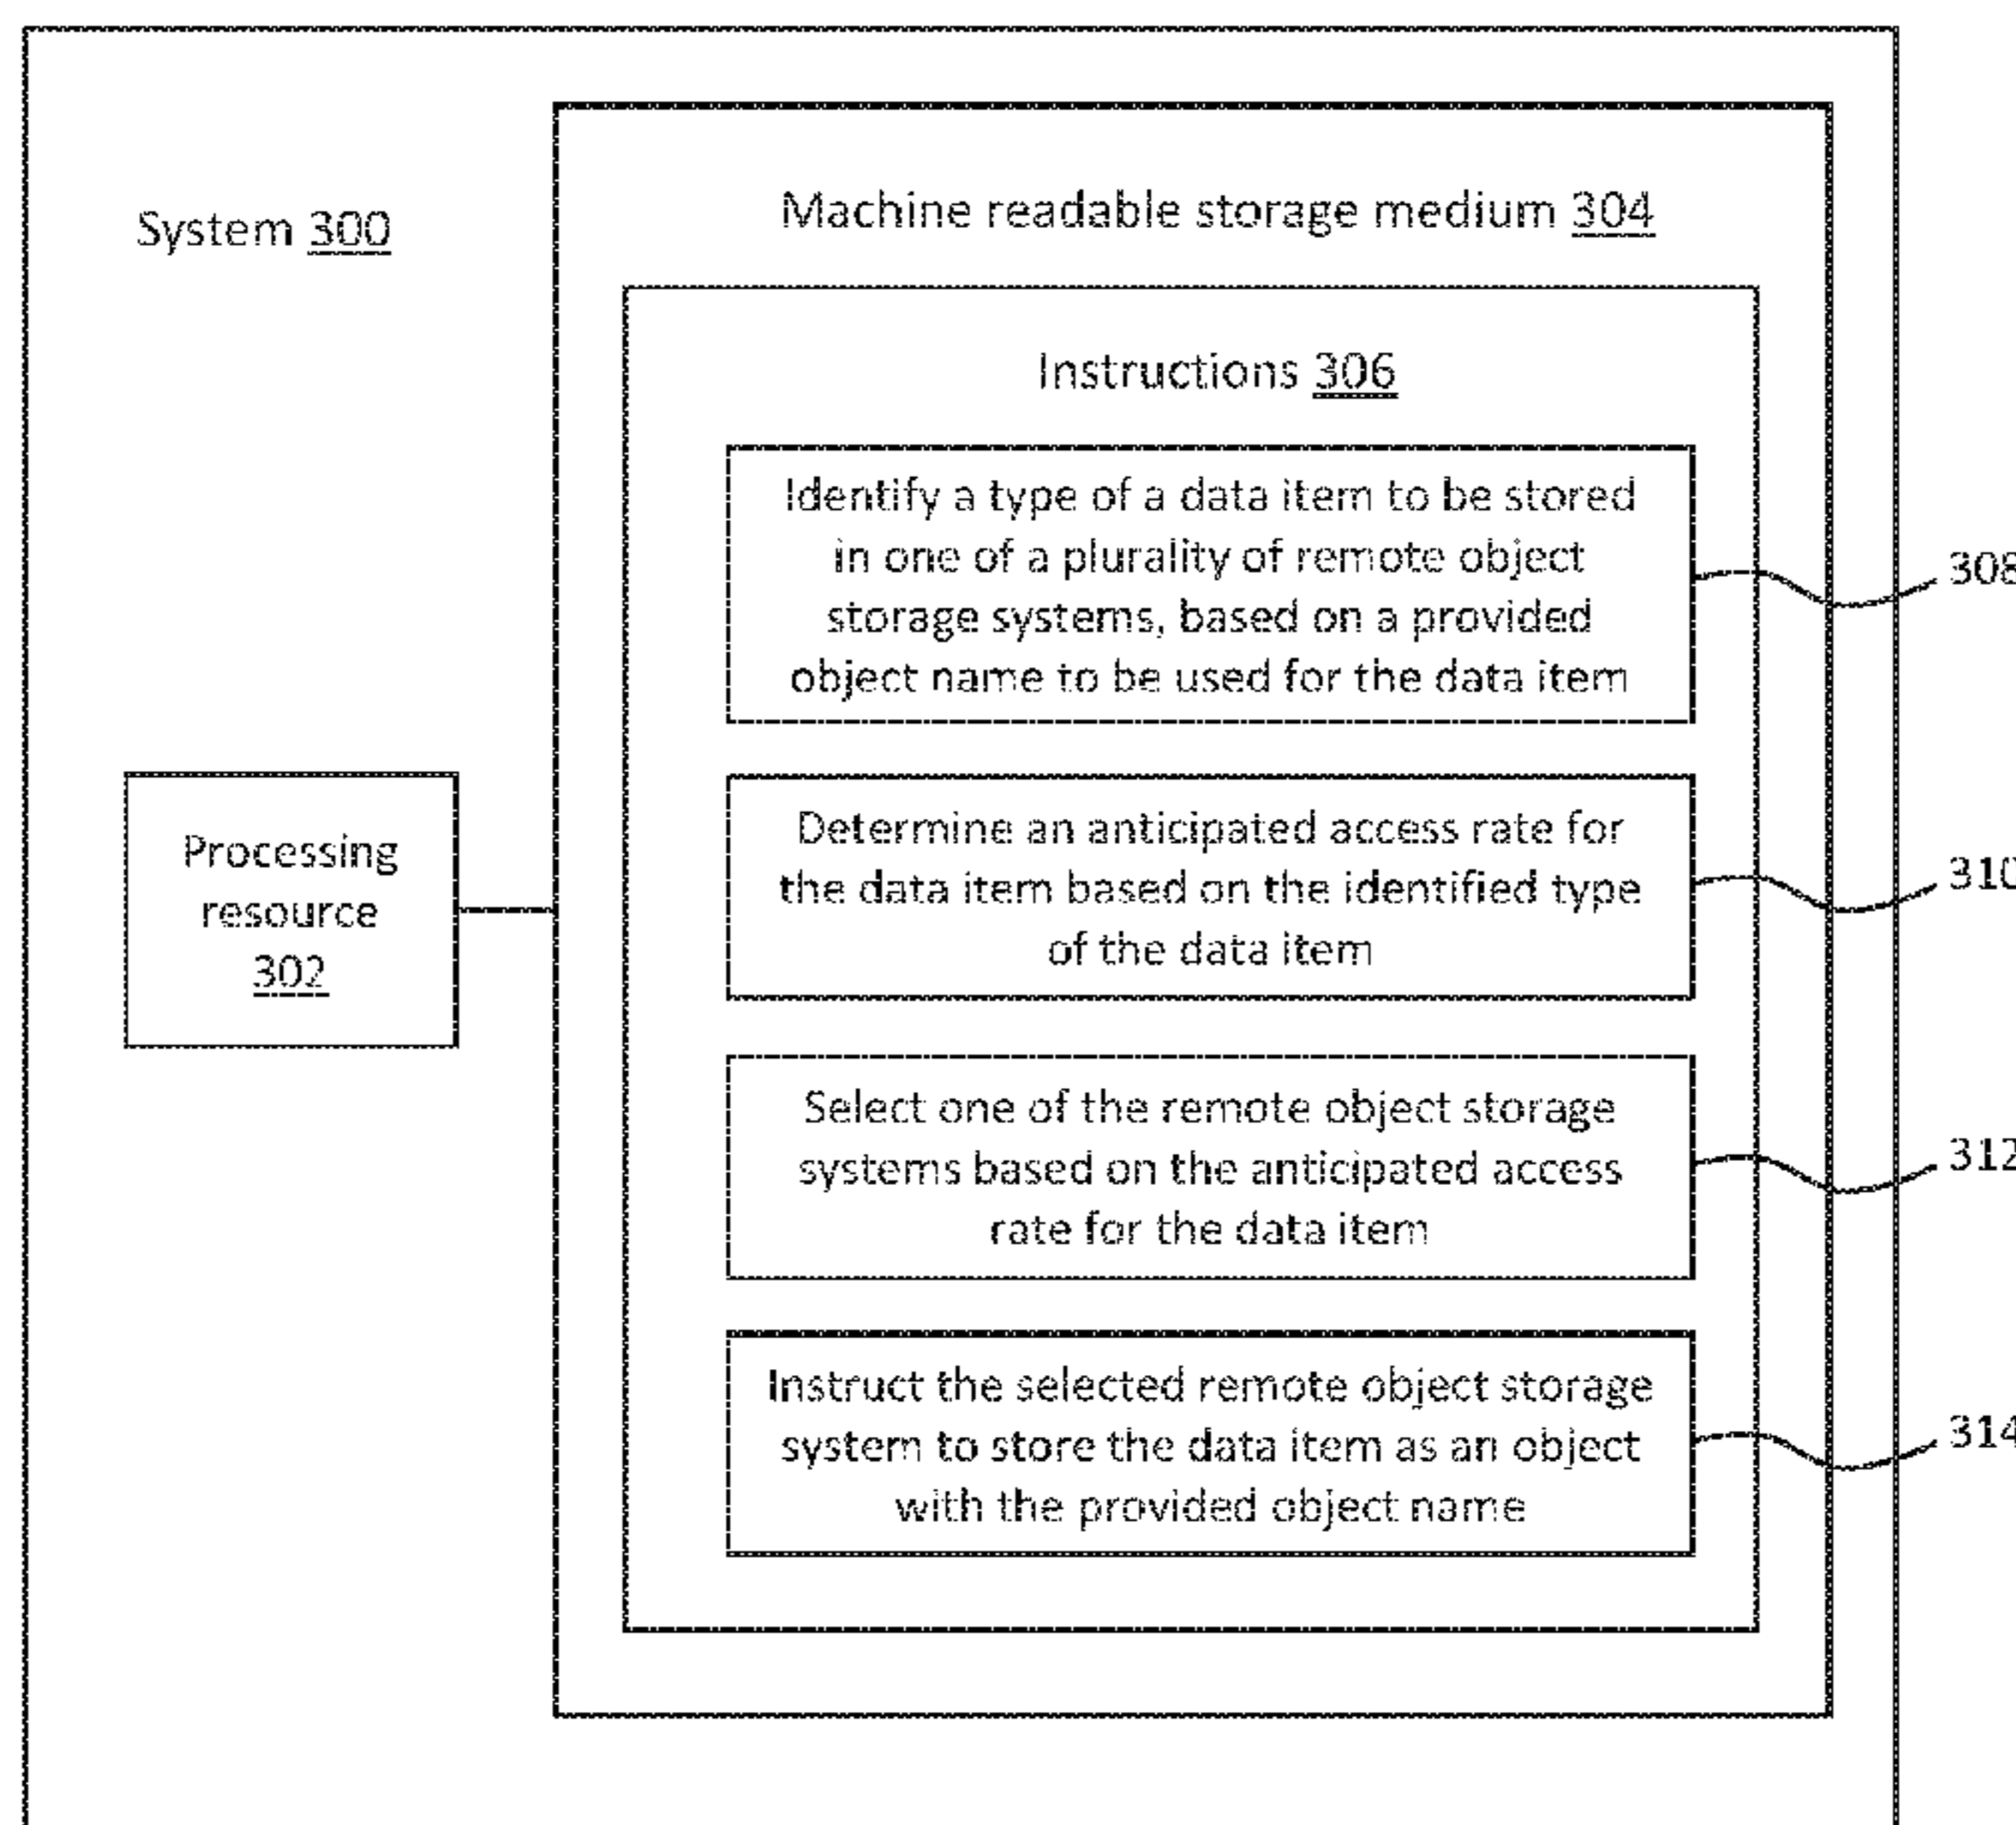 System 300
Machine readable storage medium 304
Instructions 306
Identify a type of a data item to be stored
in one of a plurality of remote object
storage systems, based on a provided
object name to be used for the data item
308
Processing
resource
302
Determine an anticipated access rate for
the data item based on the identified type
of the data item
310
Select one of the remote object storage
systems based on the anticipated access
rate for the data item
312
Instruct the selected remote object storage
system to store the data item as an object
with the provided object name
314